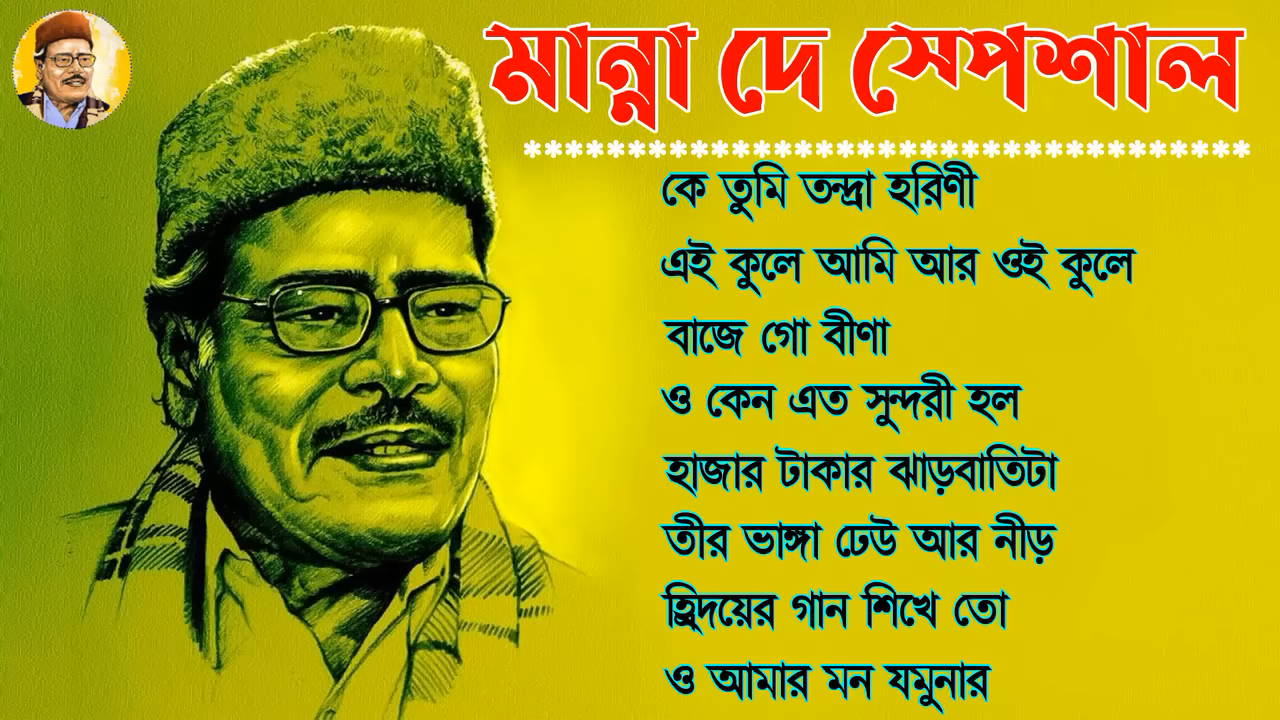 মান্না দে স্পেশাল
***********************************
কে তুমি তন্দ্রা হরিণী
এই কুলে আমি আর ওই কুলে
বাজে গো বীণা
ও কেন এত সুন্দরী হল
হাজার টাকার ঝাড়বাতিটা
তীর ভাঙ্গা ঢেউ আর নীড়
হ্রিদয়ের গান শিখে তো
ও আমার মন যমুনার